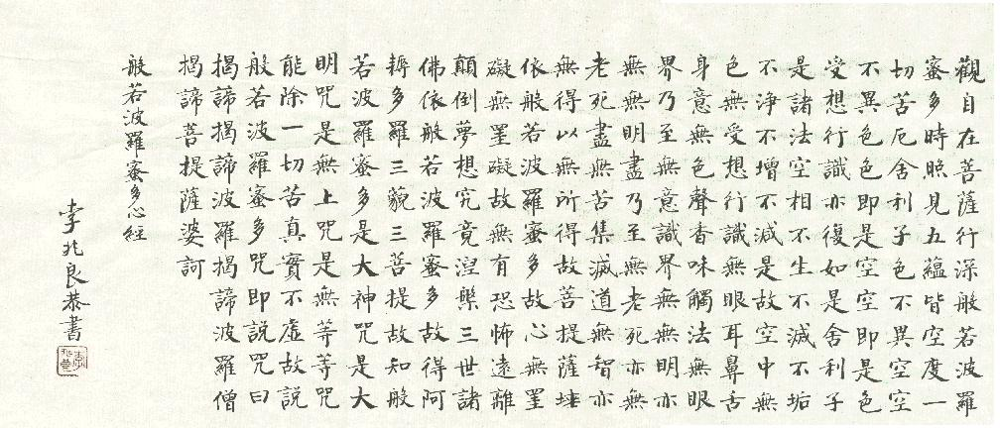 觀自在菩薩行深般若波羅
蜜多時照見五蘊皆空度一
切苦厄舍利子色不異空空
不異色色即是空空即是色
受想行識亦復如是舍利子
是諸法空相不生不滅不垢
不淨不增不減是故空中無
色無受想行識無眼耳鼻舌
身意無色聲香味觸法無眼
界乃至無意識界無無明亦
無無明盡乃至無老死亦無
老死盡無苦集滅道無智亦
無得以無所得故菩提薩埵
依般若波羅蜜多故心無罣
礙無罣礙故無有恐怖遠離
顛倒夢想究竟涅槃三世諸
佛依般若波羅蜜多故得阿
耨多羅三藐三菩提故知般
若波羅蜜多是大神咒是大
明咒是無上咒是無等等咒
能除一切苦真實不虛故說
般若波羅蜜多咒即說咒曰
揭諦揭諦波羅揭諦波羅僧
揭諦菩提薩婆訶
般若波羅蜜多心經
李兆良恭書